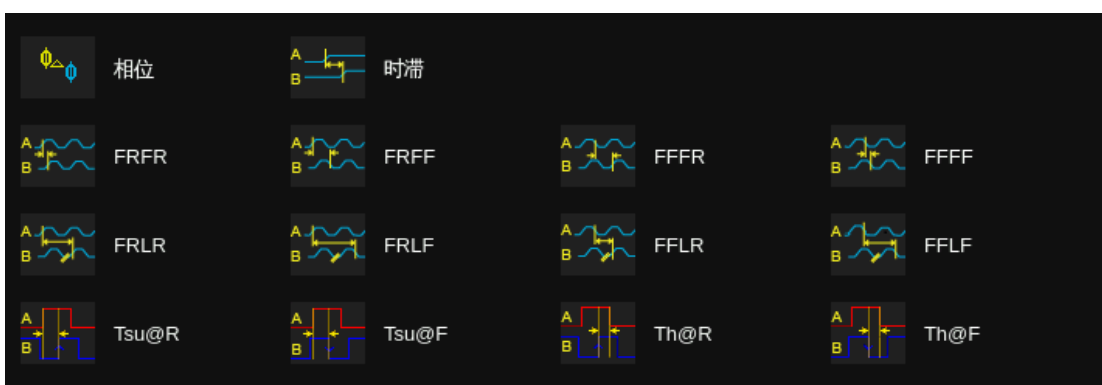 Φ Φ 相位 A B 时滞
A B FRFR A B FRFF A B FFFR A B FFFF
A B FRLR A B FRLF A B FFLR A B FFLF
A B Tsu@R A B Tsu@F A B Th@R A B Th@F